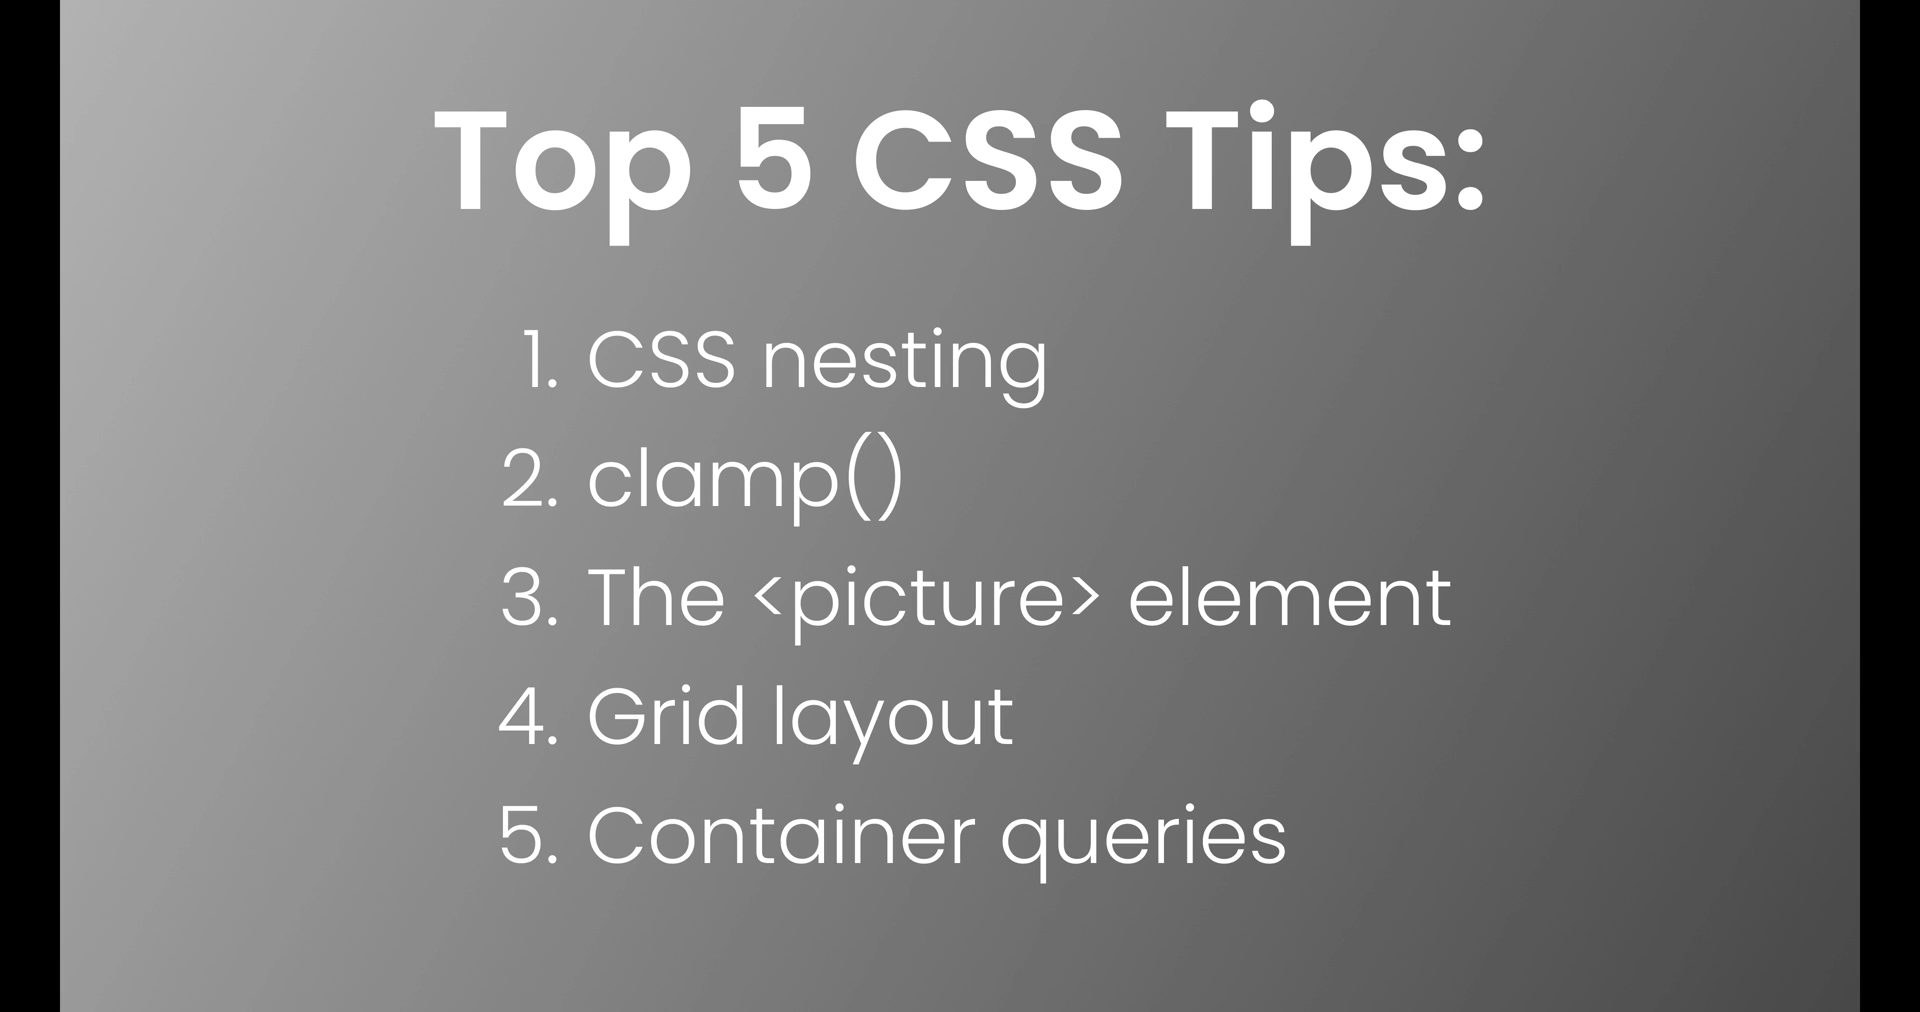 Top 5 CSS Tips:
1. CSS nesting
2. clamp()
3. The <picture> element
4. Grid layout
5. Container queries